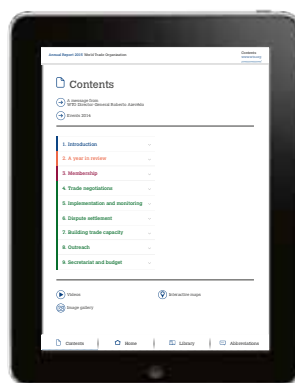 Annual Report 2015 World Trade Organization
Contents
Contents
A message from
WTO Director-General Roberto Azevêdo
Events 2014
1. Introduction
2. A year in review
3. Membership
4. Trade negotiations
5. Implementation and monitoring
6. Dispute settlement
7. Building trade capacity
8. Outreach
9. Secretariat and budget
Videos
Interactive maps
Image gallery
Contents
Home
Library
Abbreviations